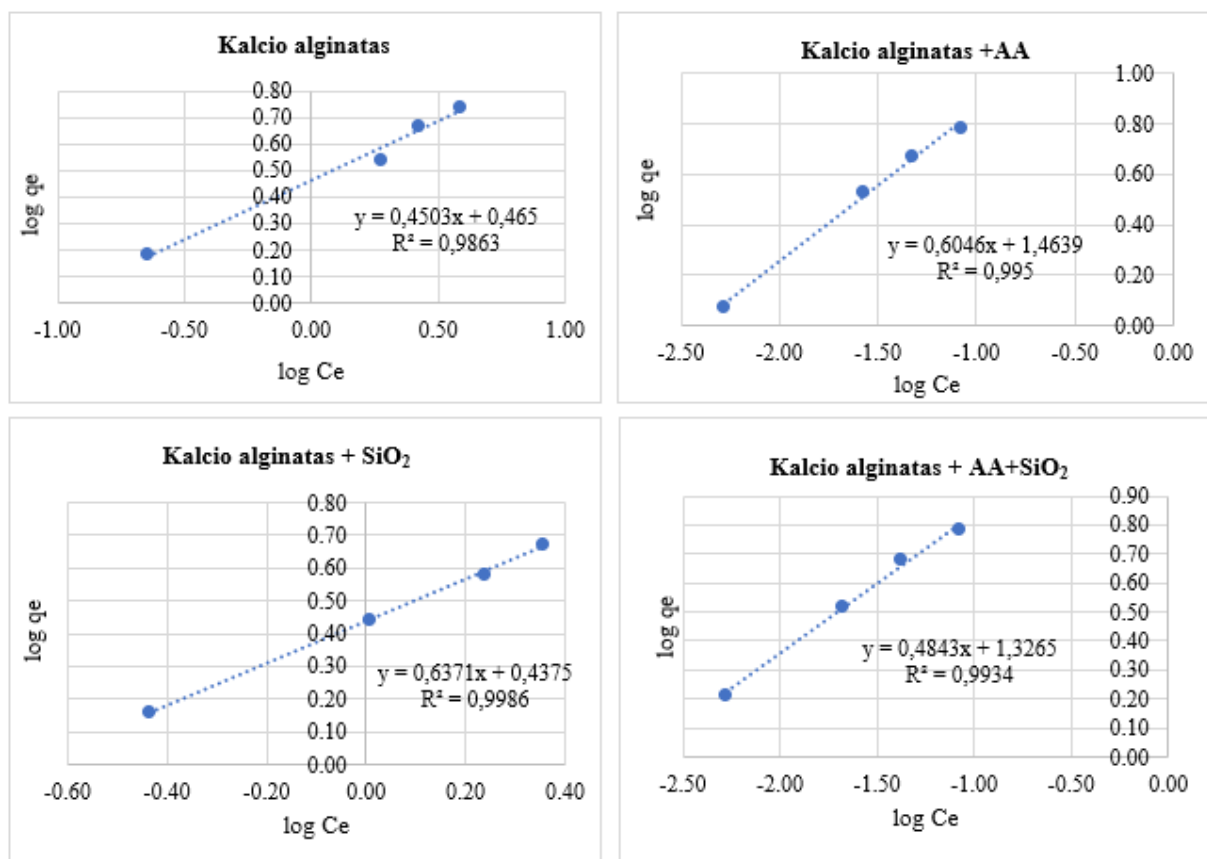 Kalcio alginatas
0.80
0.70
0.60
0.50
0.40
0.30
0.20
0.10
0.00
-1.00 -0.50 0.00 0.50 1.00
log qe
log Ce
y = 0,4503x + 0,465
R² = 0,9863
Kalcio alginatas +AA
1.00
0.80
0.60
0.40
0.20
0.00
-2.50 -2.00 -1.50 -1.00 -0.50 0.00
log qe
log Ce
y = 0,6046x + 1,4639
R² = 0,995
Kalcio alginatas + SiO₂
0.80
0.70
0.60
0.50
0.40
0.30
0.20
0.10
0.00
-0.60 -0.40 -0.20 0.00 0.20 0.40
log qe
log Ce
y = 0,6371x + 0,4375
R² = 0,9986
Kalcio alginatas + AA+SiO₂
0.90
0.80
0.70
0.60
0.50
0.40
0.30
0.20
0.10
0.00
-2.50 -2.00 -1.50 -1.00 -0.50 0.00
log qe
log Ce
y = 0,4843x + 1,3265
R² = 0,9934